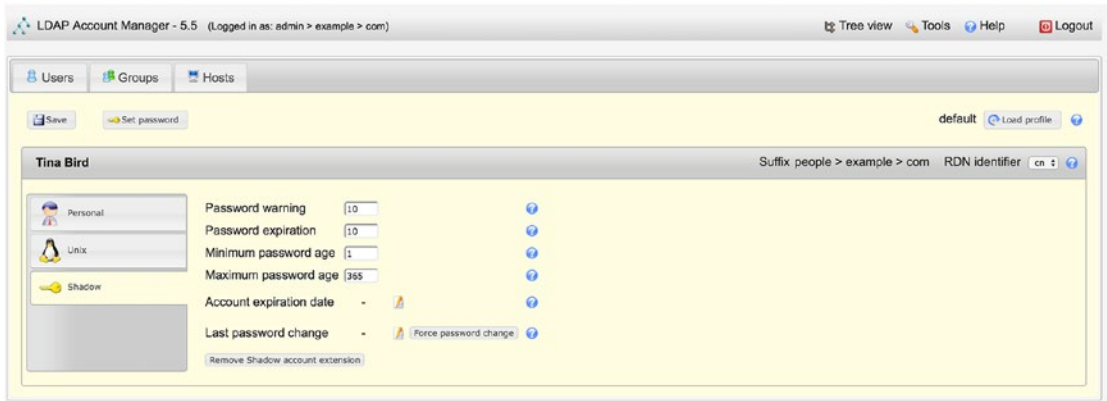 LDAP Account Manager - 5.5 (Logged in as: admin > example > com) Tree view Tools Help Logout
Users Groups Hosts
Save Set password default Load profile
Tina Bird Suffix people > example > com RDN identifier cn
Personal
Unix
Shadow
Password warning 10
Password expiration 10
Minimum password age 1
Maximum password age 365
Account expiration date -
Last password change - Force password change
Remove Shadow account extension